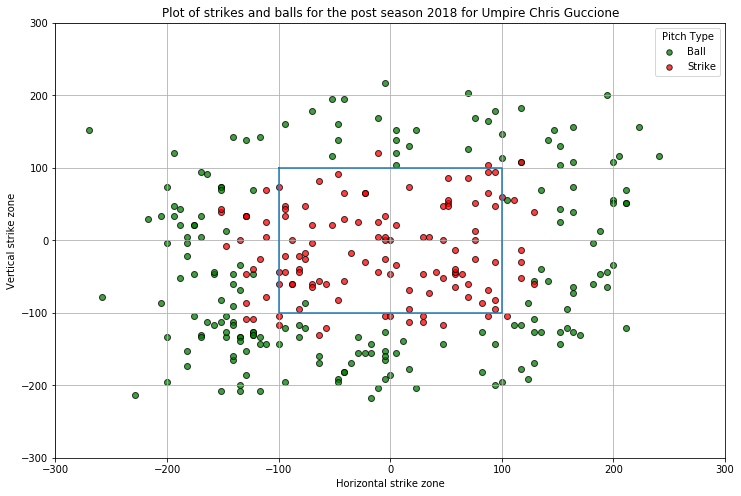 Plot of strikes and balls for the post season 2018 for Umpire Chris Guccione
Pitch Type
Ball
Strike
300
200
100
0
−100
−200
−300
Vertical strike zone
−300 −200 −100 0 100 200 300
Horizontal strike zone